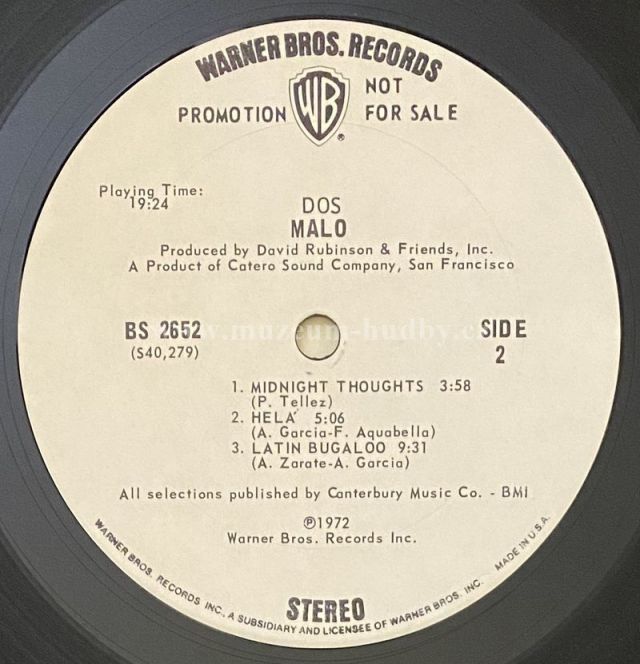 WARNER BROS. RECORDS
WB
®
PROMOTION NOT FOR SALE
Playing Time:
19:24
DOS
MALO
Produced by David Rubinson & Friends, Inc.
A Product of Catero Sound Company, San Francisco
BS 2652
(S40,279)
www.muzeum-hudby.c
SIDE
2
1. MIDNIGHT THOUGHTS 3:58
(P. Tellez)
2. HELA´ 5:06
(A. Garcia-F. Aquabella)
3. LATIN BUGALOO 9:31
(A. Zarate-A. Garcia)
All selections published by Canterbury Music Co. - BMI
℗1972
Warner Bros. Records Inc.
STEREO
WARNER BROS. RECORDS INC., A SUBSIDIARY AND LICENSEE OF WARNER BROS. INC. MADE IN U.S.A.